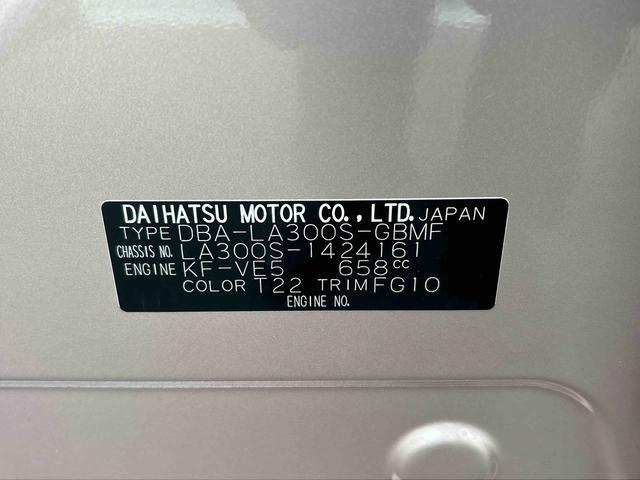 DAIHATSU MOTOR CO.,LTD. JAPAN
TYPE DBA-LA300S-GBMF
CHASSIS NO. LA300S-1424161
ENGINE KF-VE5 658cc
COLOR T22 TRIM FG10
ENGINE NO.